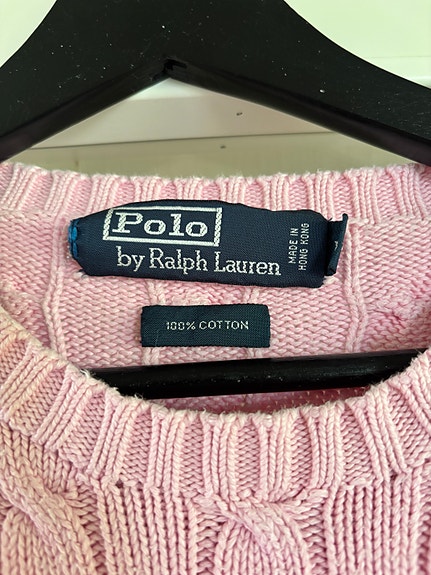 Polo
by Ralph Lauren
MADE IN
HONG KONG
100% COTTON